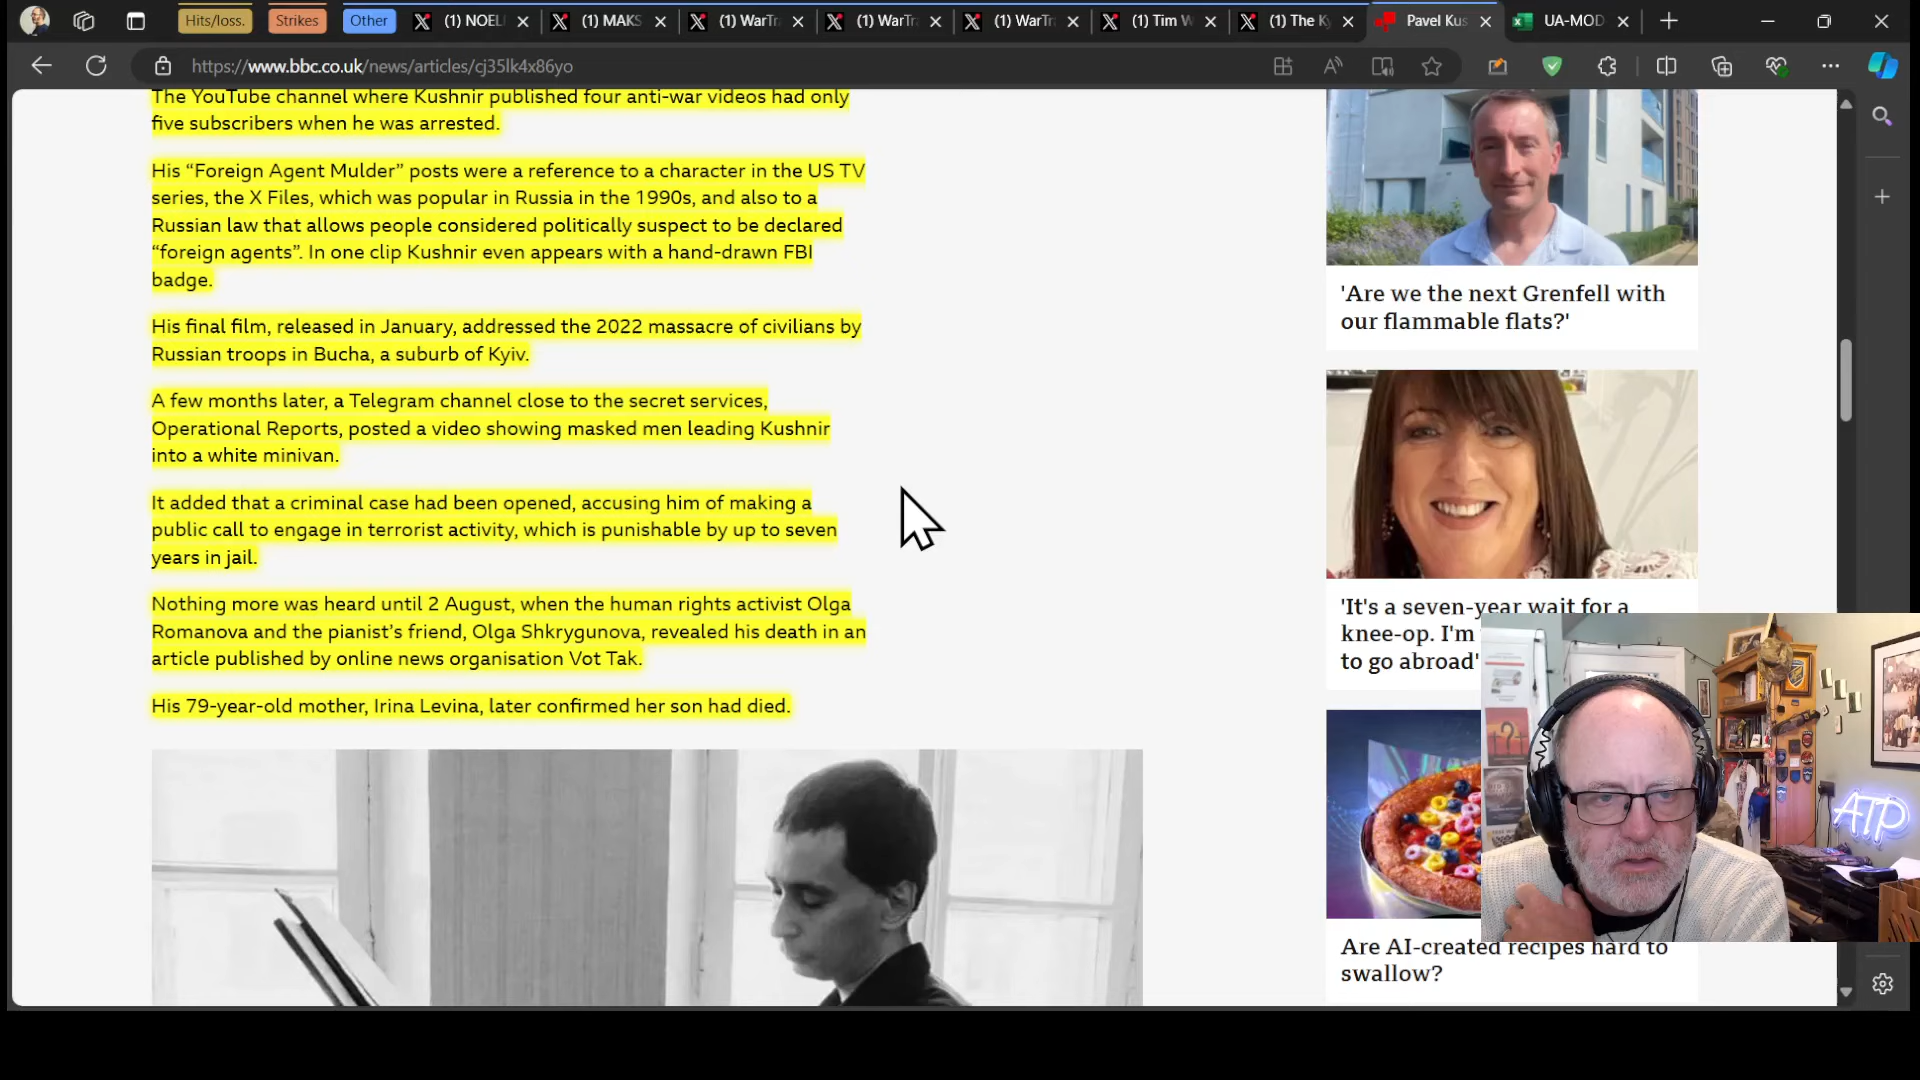 Hits/loss.
Strikes
Other
(1) NOEL
(1) MAKS
(1) WarTr
(1) WarTr
(1) WarTr
(1) Tim W
(1) The Ky
Pavel Kus
UA-MOD
https://www.bbc.co.uk/news/articles/cj35lk4x86yo
The YouTube channel where Kushnir published four anti-war videos had only
five subscribers when he was arrested.
His “Foreign Agent Mulder” posts were a reference to a character in the US TV
series, the X Files, which was popular in Russia in the 1990s, and also to a
Russian law that allows people considered politically suspect to be declared
“foreign agents”. In one clip Kushnir even appears with a hand-drawn FBI
badge.
His final film, released in January, addressed the 2022 massacre of civilians by
Russian troops in Bucha, a suburb of Kyiv.
A few months later, a Telegram channel close to the secret services,
Operational Reports, posted a video showing masked men leading Kushnir
into a white minivan.
It added that a criminal case had been opened, accusing him of making a
public call to engage in terrorist activity, which is punishable by up to seven
years in jail.
Nothing more was heard until 2 August, when the human rights activist Olga
Romanova and the pianist’s friend, Olga Shkrygunova, revealed his death in an
article published by online news organisation Vot Tak.
His 79-year-old mother, Irina Levina, later confirmed her son had died.
'Are we the next Grenfell with
our flammable flats?'
'It's a seven-year wait for a
knee-op. I'm
to go abroad'
Are AI-created recipes hard to
swallow?
ATP